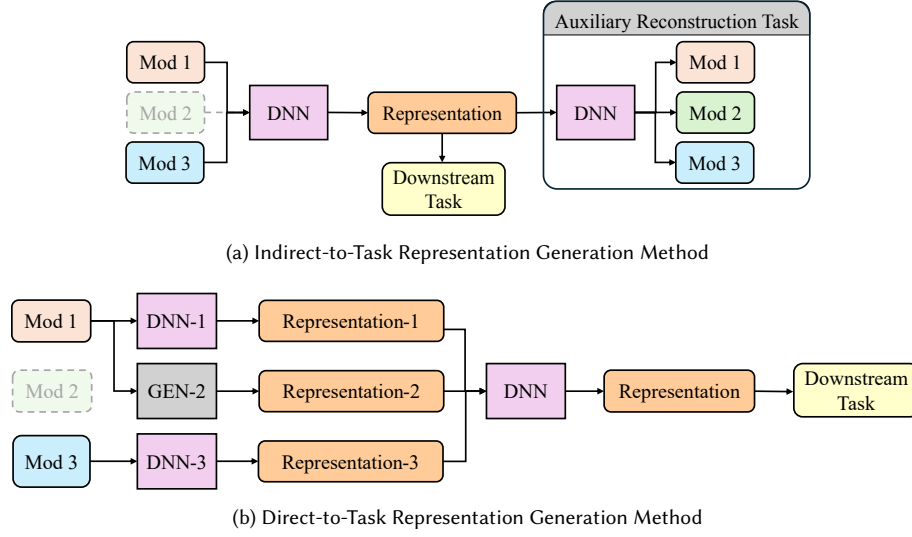 Auxiliary Reconstruction Task
Mod 1
Mod 2
Mod 3
DNN
Representation
Downstream
Task
DNN
Mod 1
Mod 2
Mod 3
(a) Indirect-to-Task Representation Generation Method
Mod 1
DNN-1
Representation-1
Mod 2
GEN-2
Representation-2
Mod 3
DNN-3
Representation-3
DNN
Representation
Downstream
Task
(b) Direct-to-Task Representation Generation Method